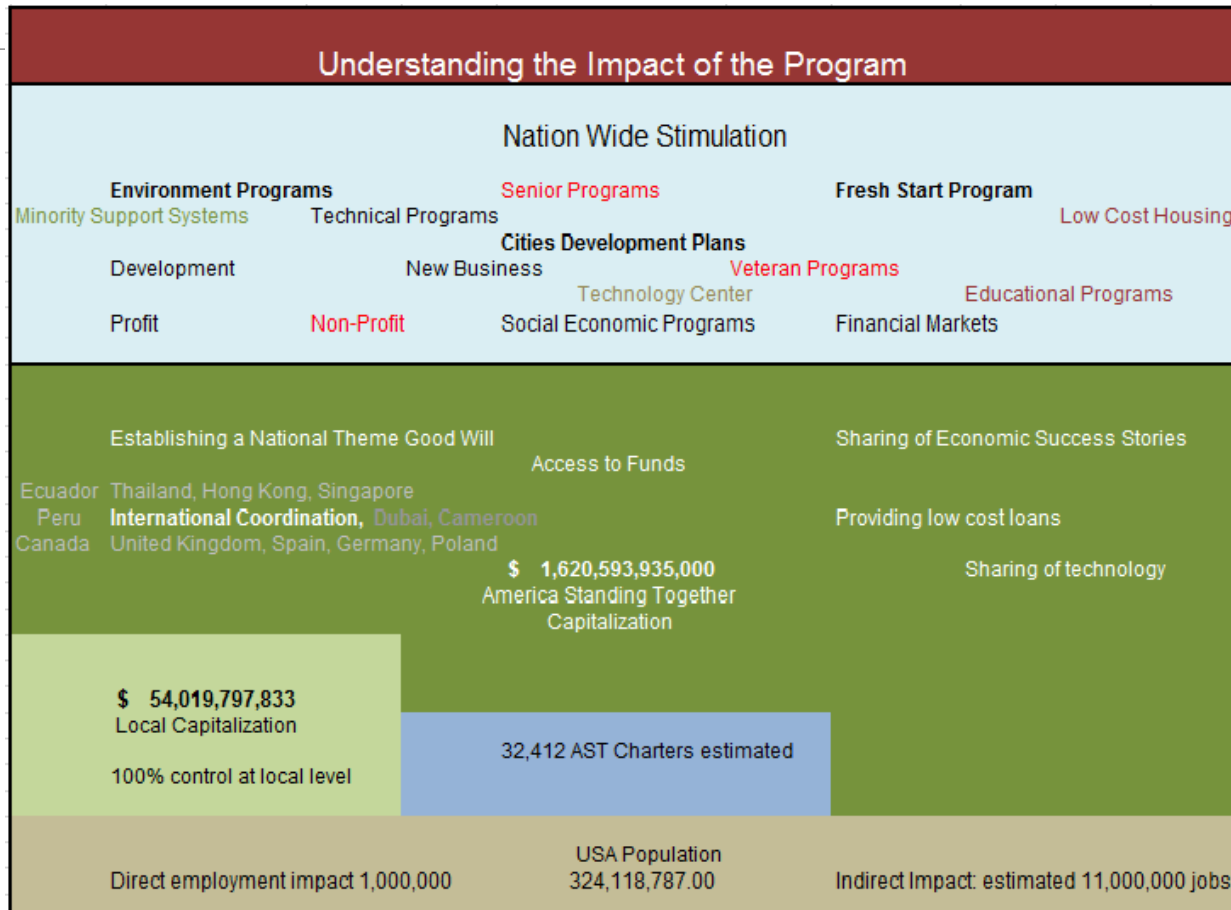 Understanding the Impact of the Program
Nation Wide Stimulation
Environment Programs Senior Programs Fresh Start Program
Minority Support Systems Technical Programs Low Cost Housing
Cities Development Plans
Development New Business Veteran Programs
Technology Center Educational Programs
Profit Non-Profit Social Economic Programs Financial Markets
Establishing a National Theme Good Will Sharing of Economic Success Stories
Access to Funds
Ecuador Thailand, Hong Kong, Singapore
Peru International Coordination, Dubai, Cameroon Providing low cost loans
Canada United Kingdom, Spain, Germany, Poland
$ 1,620,593,935,000 Sharing of technology
America Standing Together
Capitalization
$ 54,019,797,833
Local Capitalization
32,412 AST Charters estimated
100% control at local level
USA Population
Direct employment impact 1,000,000 324,118,787.00 Indirect Impact: estimated 11,000,000 jobs